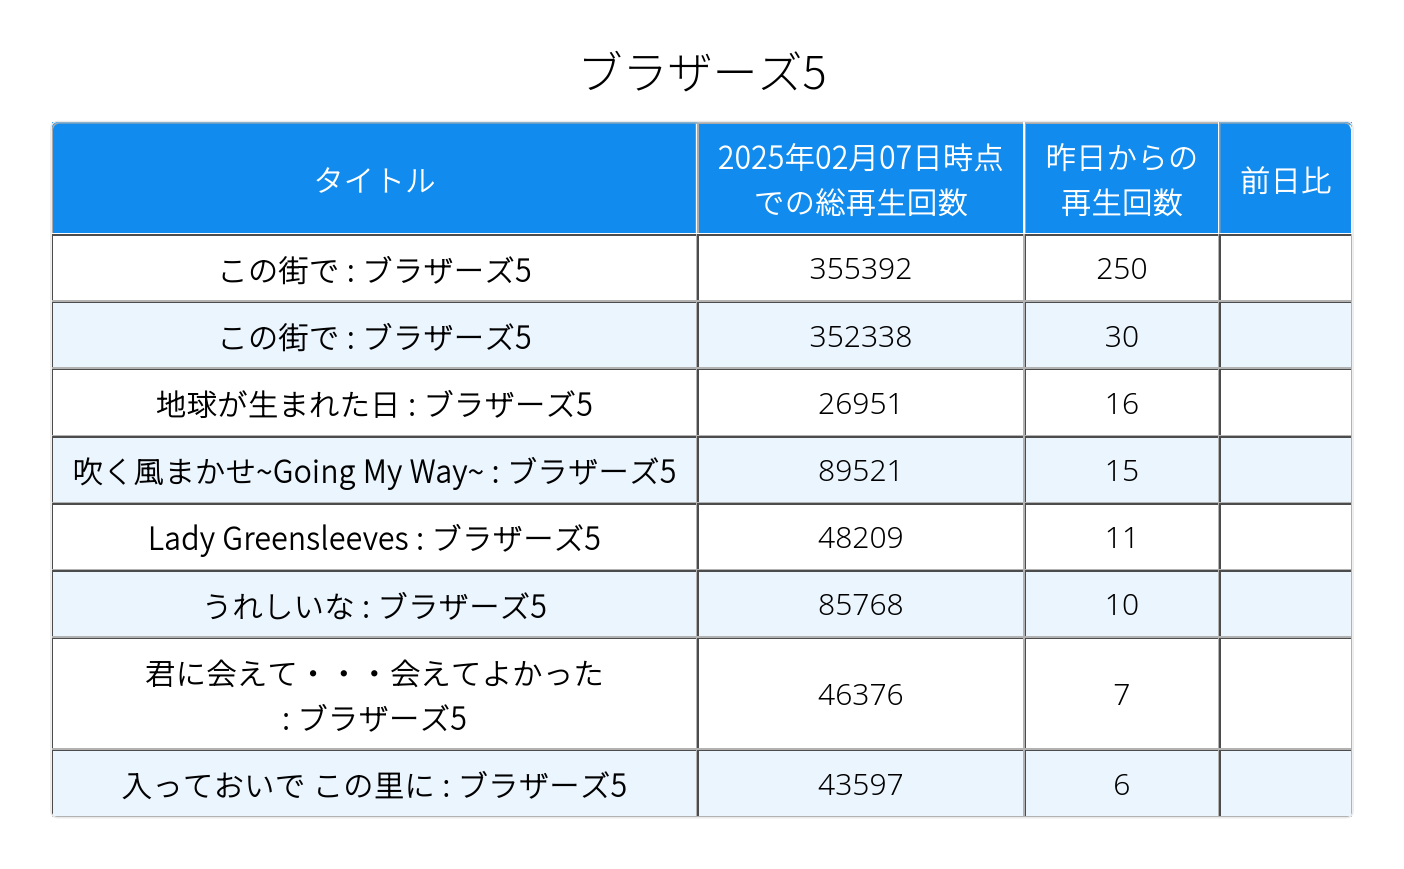 ブラザーズ5
タイトル
2025年02月07日時点
での総再生回数
昨日からの
再生回数
前日比
この街で : ブラザーズ5
355392
250
この街で : ブラザーズ5
352338
30
地球が生まれた日 : ブラザーズ5
26951
16
吹く風まかせ~Going My Way~ : ブラザーズ5
89521
15
Lady Greensleeves : ブラザーズ5
48209
11
うれしいな : ブラザーズ5
85768
10
君に会えて・・・会えてよかった
: ブラザーズ5
46376
7
入っておいで この里に : ブラザーズ5
43597
6